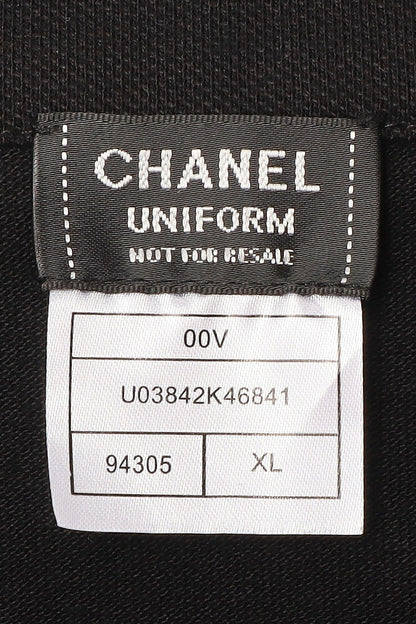 CHANEL
UNIFORM
NOT FOR RESALE
00V
U03842K46841
94305 XL